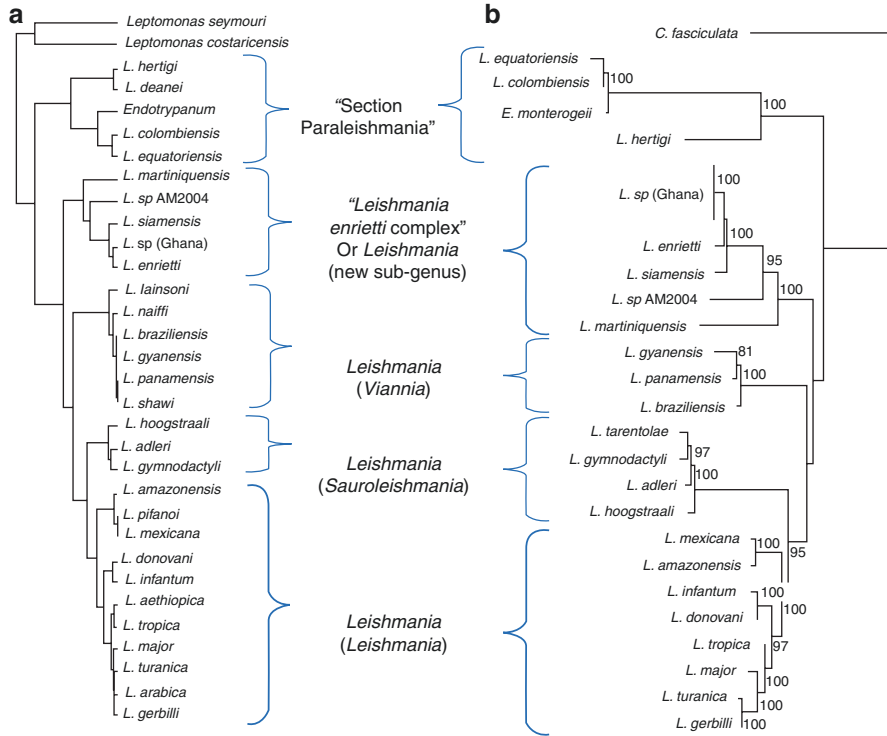 a
Leptomonas seymouri
Leptomonas costaricensis
L. hertigi
L. deanei
Endotrypanum
L. colombiensis
L. equatoriensis
L. martiniquensis
L. sp AM2004
L. siamensis
L. sp (Ghana)
L. enrietti
L. Iainsoni
L. naiffi
L. braziliensis
L. gyanensis
L. panamensis
L. shawi
L. hoogstraali
L. adleri
L. gymnodactyli
L. amazonensis
L. pifanoi
L. mexicana
L. donovani
L. infantum
L. aethiopica
L. tropica
L. major
L. turanica
L. arabica
L. gerbilli
"Section
Paraleishmania"
"Leishmania
enrietti complex"
Or Leishmania
(new sub-genus)
Leishmania
(Viannia)
Leishmania
(Sauroleishmania)
Leishmania
(Leishmania)
b
C. fasciculata
L. equatoriensis
100
L. colombiensis
E. monterogeii
100
L. hertigi
100
L. sp (Ghana)
L. enrietti
100
L. siamensis
95
L. sp AM2004
100
L. martiniquensis
L. gyanensis
81
L. panamensis
100
L. braziliensis
L. tarentolae
97
L. gymnodactyli
100
L. adleri
L. hoogstraali
L. mexicana
100
95
L. amazonensis
L. infantum
100
100
L. donovani
L. tropica
97
L. major
100
L. turanica
100
L. gerbilli
100